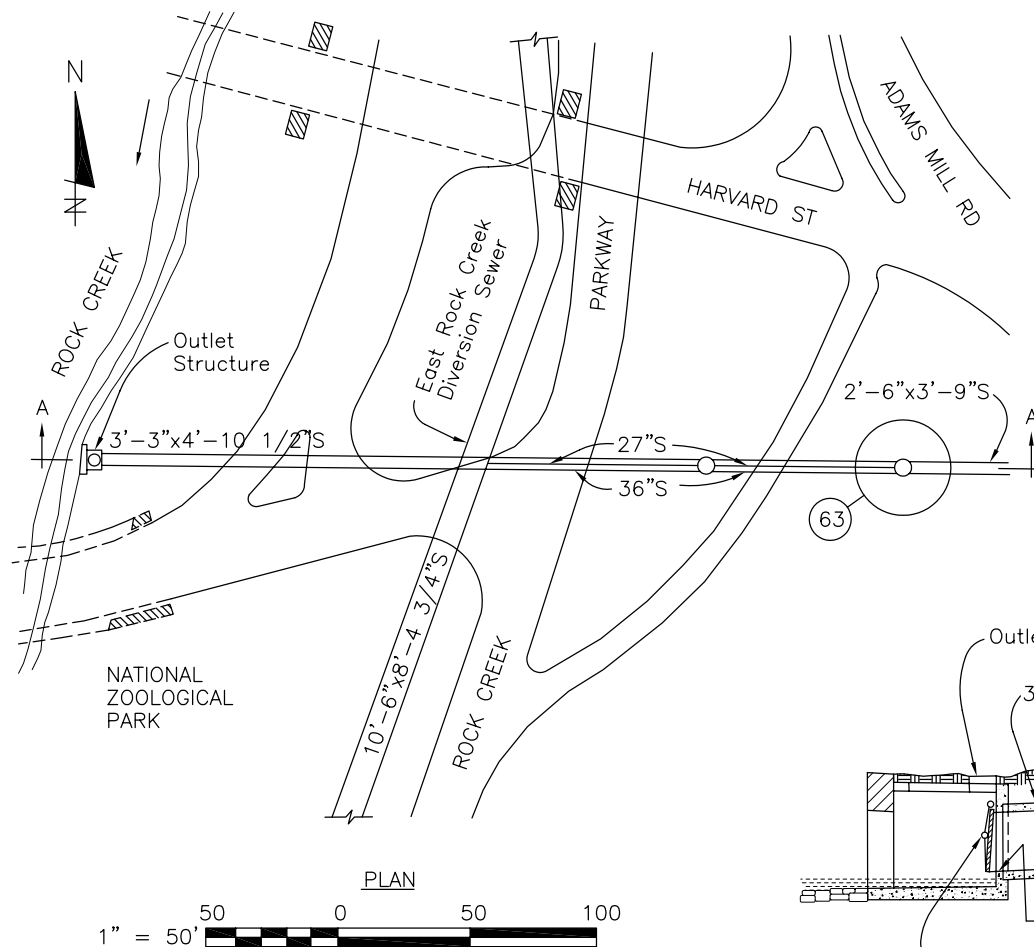 N
ADAMS MILL RD
HARVARD ST
ROCK CREEK
PARKWAY
East Rock Creek
Diversion Sewer
Outlet
Structure
A
3'-3"x4'-10 1/2"S
27"S
36"S
2'-6"x3'-9"S
A
63
10'-6"x8'-4 3/4"S
ROCK CREEK
NATIONAL
ZOOLOGICAL
PARK
Outle
3
PLAN
50 0 50 100
1" = 50'